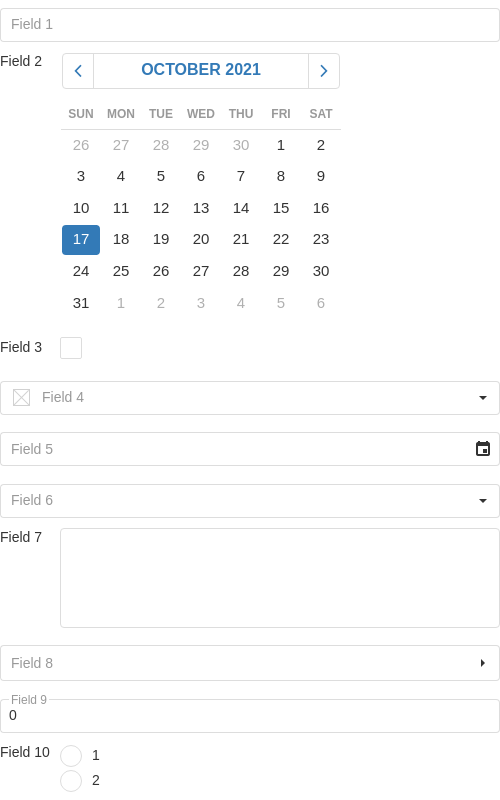 Field 1
Field 2
OCTOBER 2021
SUN MON TUE WED THU FRI SAT
26 27 28 29 30 1 2
3 4 5 6 7 8 9
10 11 12 13 14 15 16
17 18 19 20 21 22 23
24 25 26 27 28 29 30
31 1 2 3 4 5 6
Field 3
Field 4
Field 5
Field 6
Field 7
Field 8
Field 9
0
Field 10
1
2